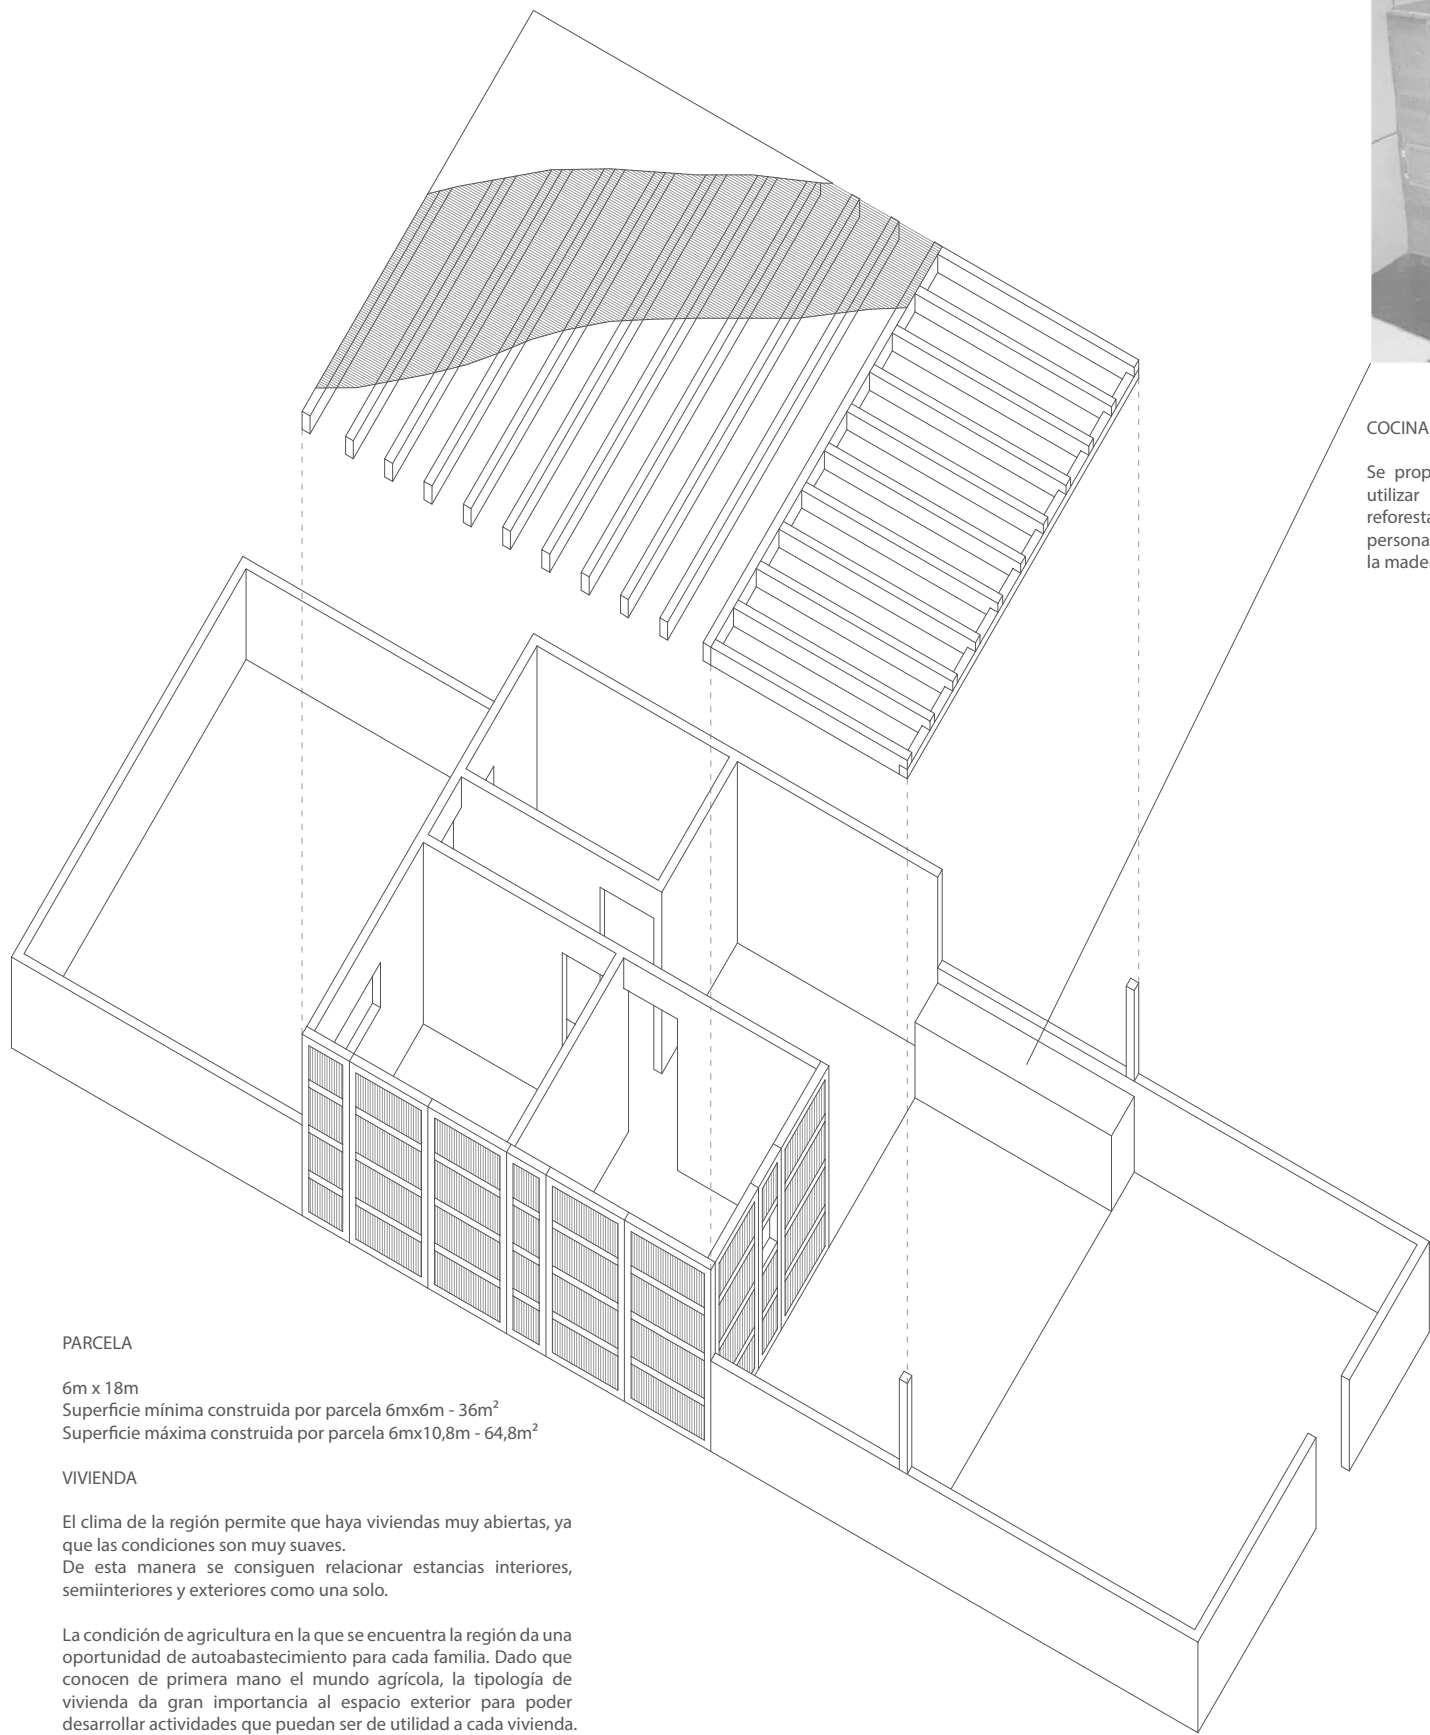 COCINA
Se
utilizar
la
PARCELA
6m x 18m
Superficie mínima construida por parcela 6mx6m - 36m²
Superficie máxima construida por parcela 6mx10,8m - 64,8m²
VIVIENDA
El clima de la región permite que haya viviendas muy abiertas, ya
que las condiciones son muy suaves.
De esta manera se consiguen relacionar estancias interiores,
semiinteriores y exteriores como una solo.
La condición de agricultura en la que se encuentra la región da una
oportunidad de autoabastecimiento para cada familia. Dado que
conocen de primera mano el mundo agrícola, la tipología de
vivienda da gran importancia al espacio exterior para poder
desarrollar actividades que puedan ser de utilidad a cada vivienda.